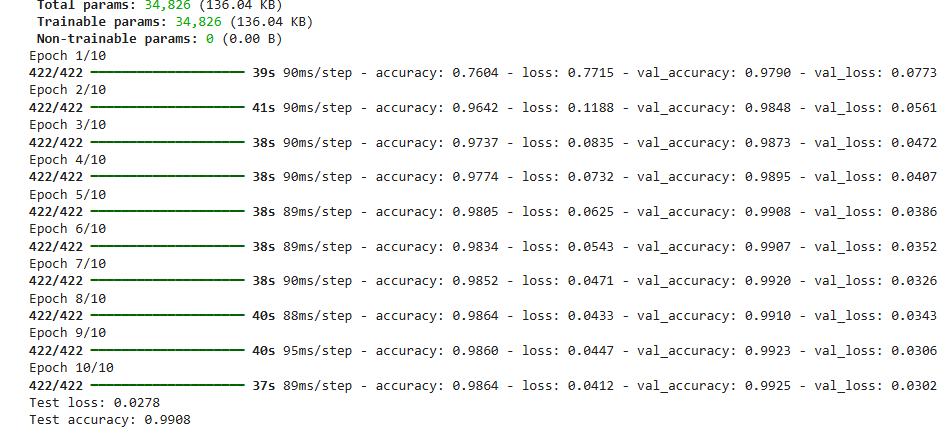 Total params: 34,826 (136.04 KB)
Trainable params: 34,826 (136.04 KB)
Non-trainable params: 0 (0.00 B)
Epoch 1/10
422/422 ━━━━━━━━━━━━━━━━━━━━ 39s 90ms/step - accuracy: 0.7604 - loss: 0.7715 - val_accuracy: 0.9790 - val_loss: 0.0773
Epoch 2/10
422/422 ━━━━━━━━━━━━━━━━━━━━ 41s 90ms/step - accuracy: 0.9642 - loss: 0.1188 - val_accuracy: 0.9848 - val_loss: 0.0561
Epoch 3/10
422/422 ━━━━━━━━━━━━━━━━━━━━ 38s 90ms/step - accuracy: 0.9737 - loss: 0.0835 - val_accuracy: 0.9873 - val_loss: 0.0472
Epoch 4/10
422/422 ━━━━━━━━━━━━━━━━━━━━ 38s 90ms/step - accuracy: 0.9774 - loss: 0.0732 - val_accuracy: 0.9895 - val_loss: 0.0407
Epoch 5/10
422/422 ━━━━━━━━━━━━━━━━━━━━ 38s 89ms/step - accuracy: 0.9805 - loss: 0.0625 - val_accuracy: 0.9908 - val_loss: 0.0386
Epoch 6/10
422/422 ━━━━━━━━━━━━━━━━━━━━ 38s 89ms/step - accuracy: 0.9834 - loss: 0.0543 - val_accuracy: 0.9907 - val_loss: 0.0352
Epoch 7/10
422/422 ━━━━━━━━━━━━━━━━━━━━ 38s 90ms/step - accuracy: 0.9852 - loss: 0.0471 - val_accuracy: 0.9920 - val_loss: 0.0326
Epoch 8/10
422/422 ━━━━━━━━━━━━━━━━━━━━ 40s 88ms/step - accuracy: 0.9864 - loss: 0.0433 - val_accuracy: 0.9910 - val_loss: 0.0343
Epoch 9/10
422/422 ━━━━━━━━━━━━━━━━━━━━ 40s 95ms/step - accuracy: 0.9860 - loss: 0.0447 - val_accuracy: 0.9923 - val_loss: 0.0306
Epoch 10/10
422/422 ━━━━━━━━━━━━━━━━━━━━ 37s 89ms/step - accuracy: 0.9864 - loss: 0.0412 - val_accuracy: 0.9925 - val_loss: 0.0302
Test loss: 0.0278
Test accuracy: 0.9908